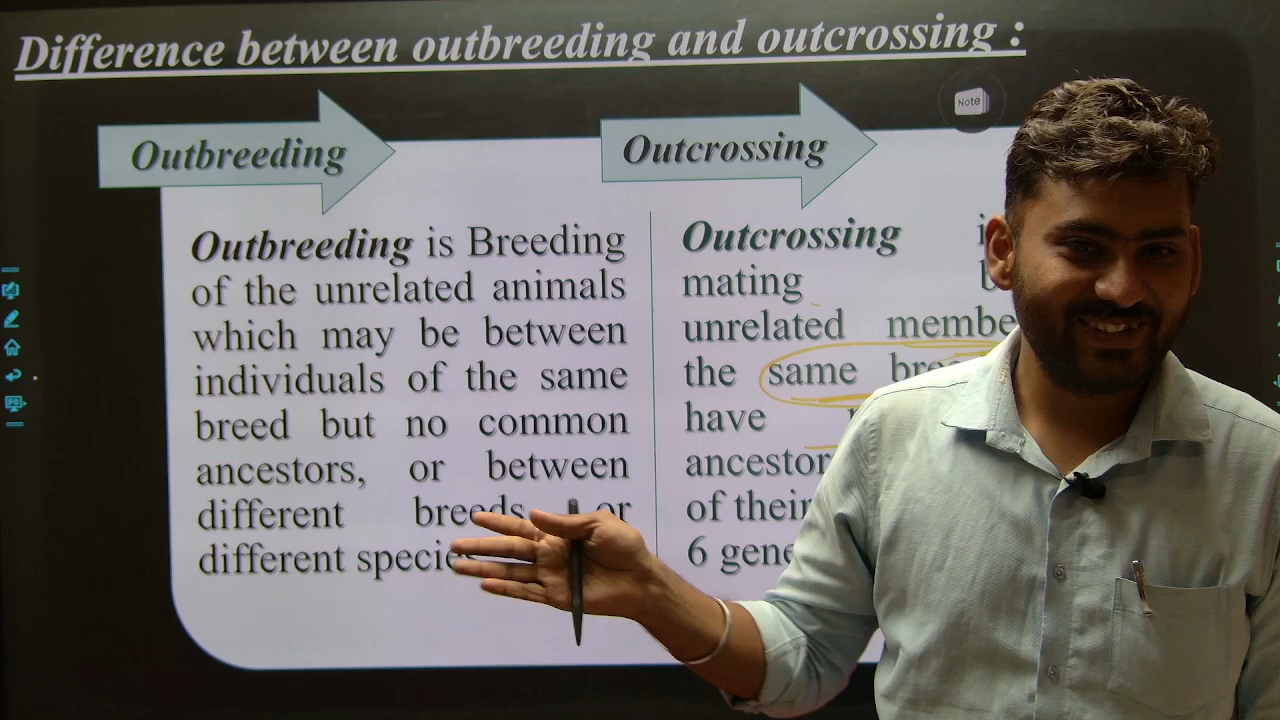 Difference between outbreeding and outcrossing :
Note
Outbreeding
Outcrossing
Outbreeding is Breeding
of the unrelated animals
which may be between
individuals of the same
breed but no common
ancestors, or between
different breeds or
different species
Outcrossing
mating
unrelated
the same
have
of their
6